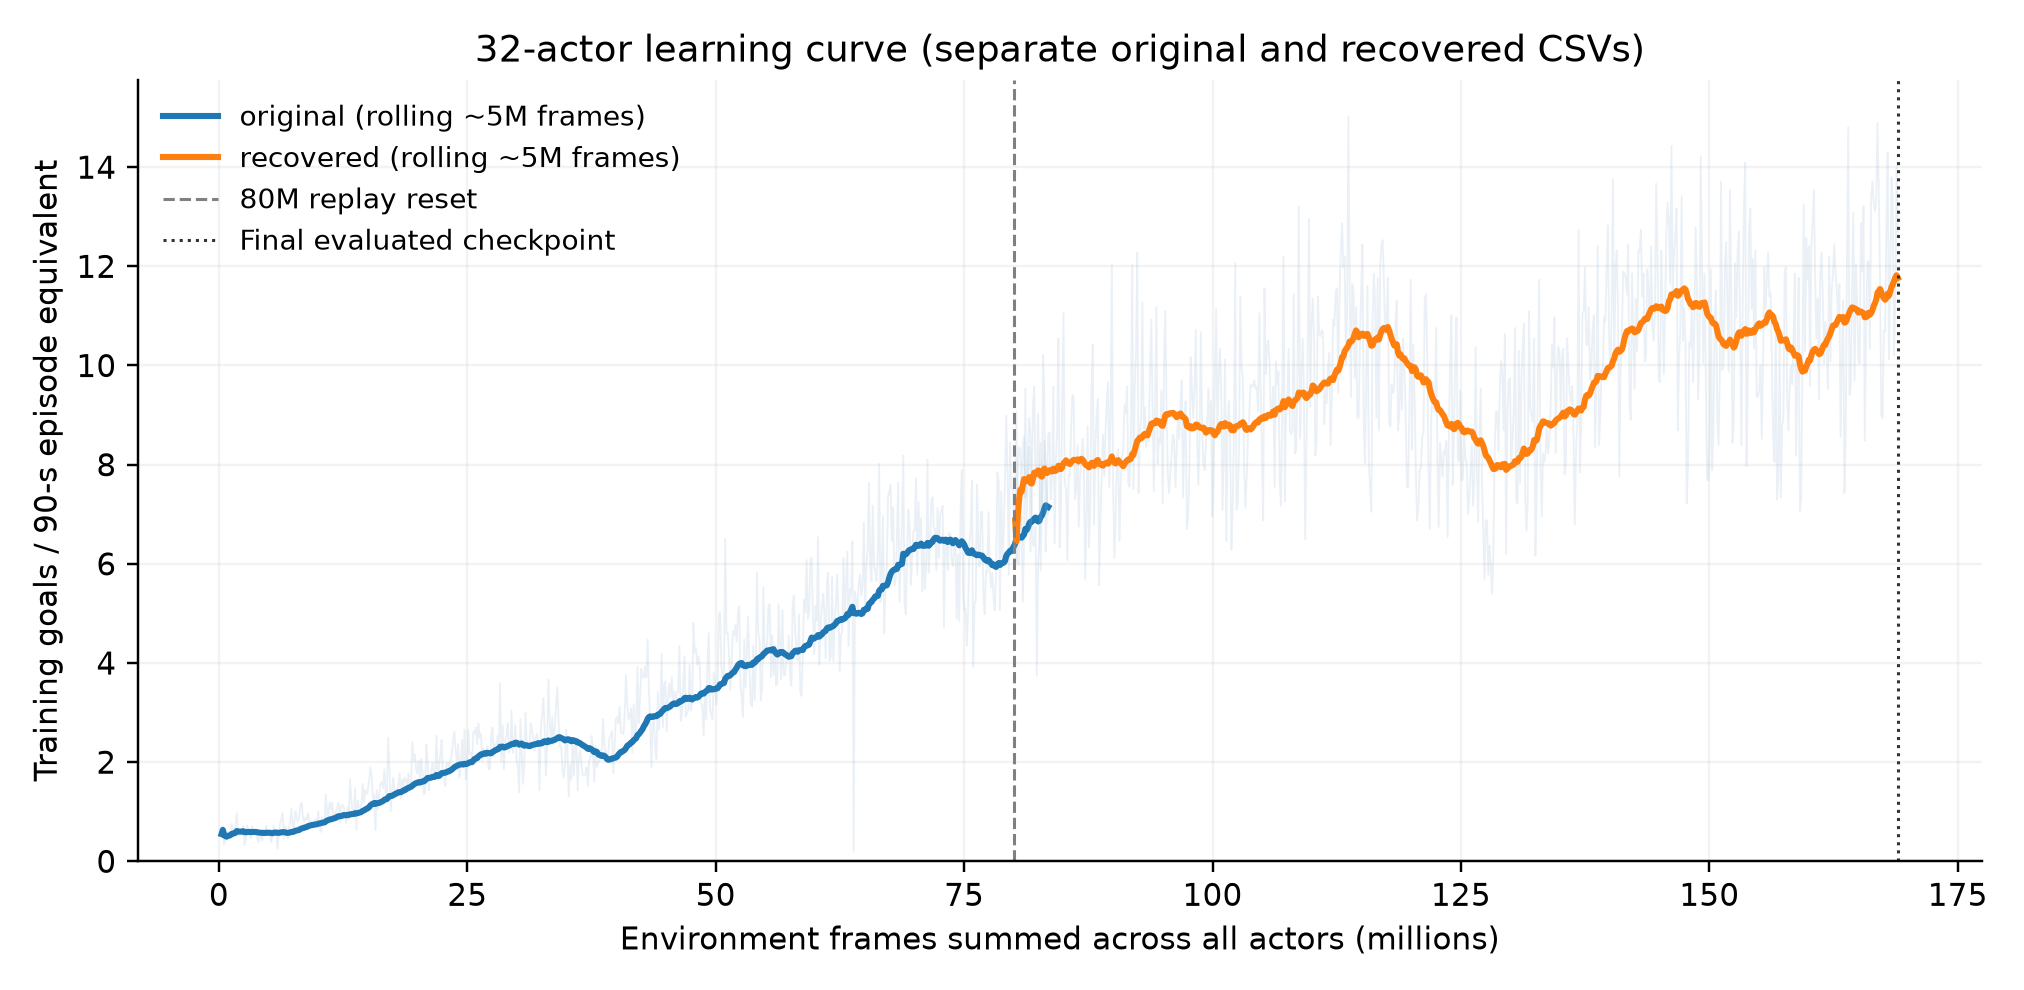 32-actor learning curve (separate original and recovered CSVs)
original (rolling ~5M frames)
recovered (rolling ~5M frames)
80M replay reset
Final evaluated checkpoint
Training goals / 90-s episode equivalent
14
12
10
8
6
4
2
0
0 25 50 75 100 125 150 175
Environment frames summed across all actors (millions)